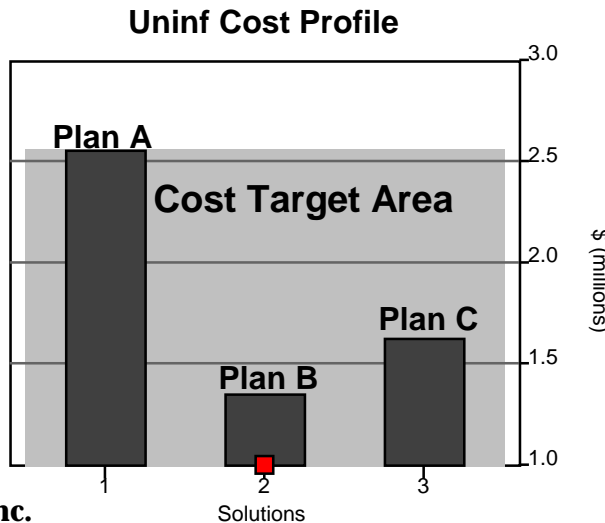 Uninf Cost Profile
3.0
Plan A
2.5
Cost Target Area
2.0
$ (millions)
Plan C
1.5
Plan B
1.0
1
2
3
nc.
Solutions